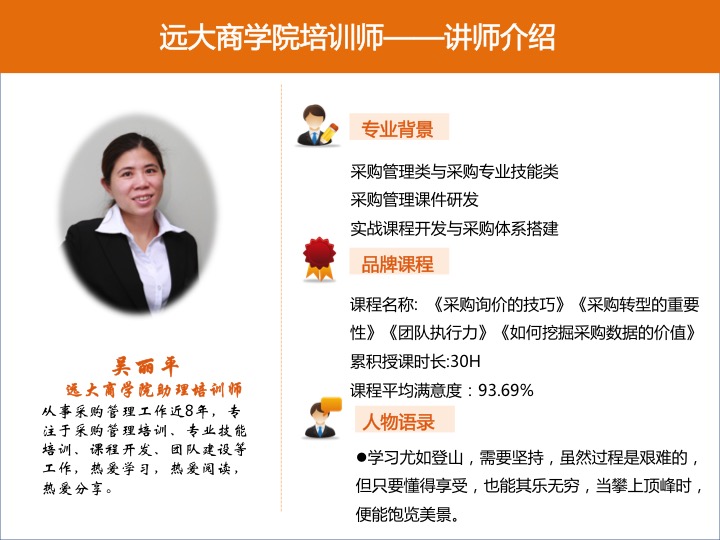 远大商学院培训师——讲师介绍
吴丽平
远大商学院助理培训师
从事采购管理工作近8年，专
注于采购管理培训、专业技能
培训、课程开发、团队建设等
工作，热爱学习，热爱阅读，
热爱分享。
专业背景
采购管理类与采购专业技能类
采购管理课件研发
实战课程开发与采购体系搭建
品牌课程
课程名称: 《采购询价的技巧》《采购转型的重要
性》《团队执行力》《如何挖掘采购数据的价值》
累积授课时长:30H
课程平均满意度：93.69%
人物语录
●学习尤如登山，需要坚持，虽然过程是艰难的，
但只要懂得享受，也能其乐无穷，当攀上顶峰时，
便能饱览美景。